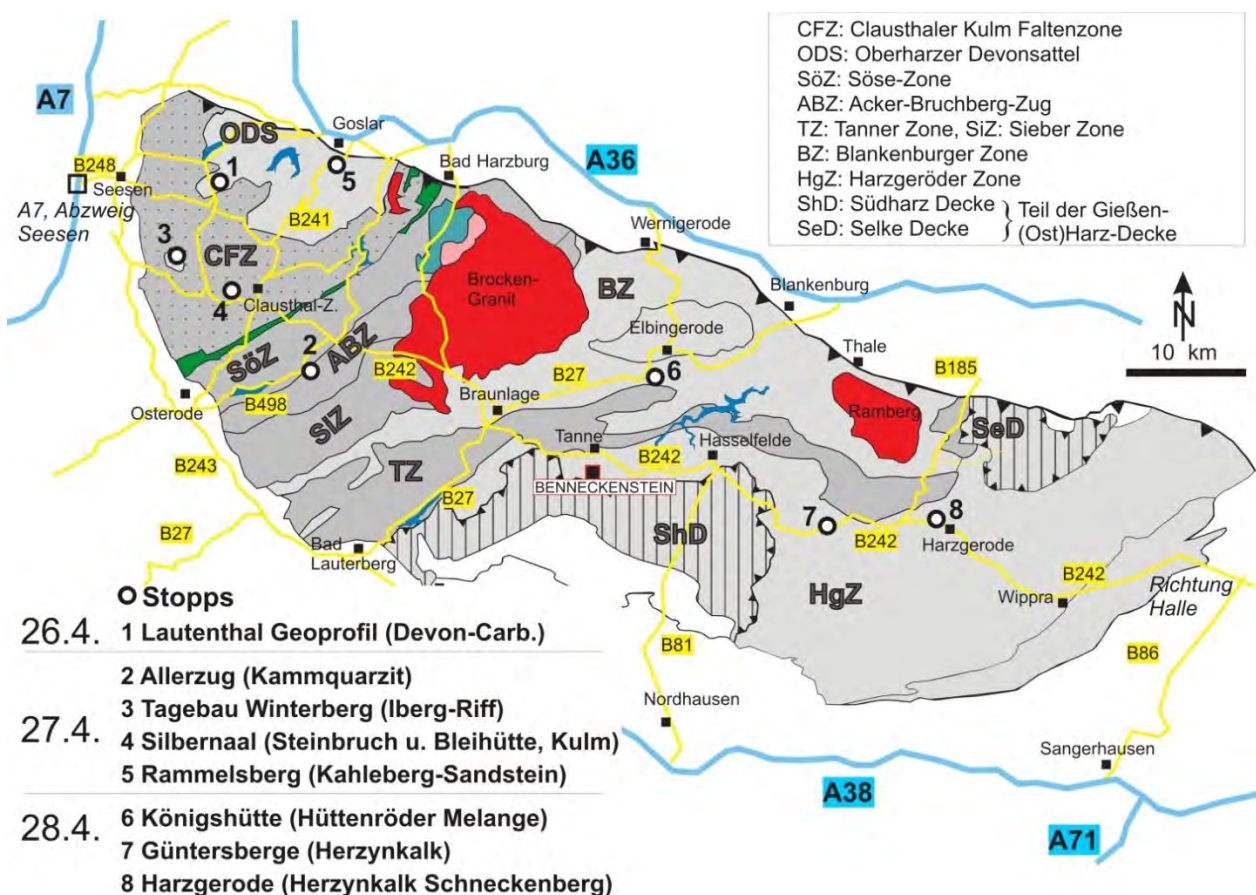 CFZ: Clausthaler Kulm Faltenzone
ODS: Oberharzer Devonsattel
SöZ: Söse-Zone
ABZ: Acker-Bruchberg-Zug
TZ: Tanner Zone, SiZ: Sieber Zone
BZ: Blankenburger Zone
HgZ: Harzgeröder Zone
ShD: Südharz Decke
SeD: Selke Decke
} Teil der Gießen-
(Ost)Harz-Decke
A7
ODS
Goslar
B248
1
5
Bad Harzburg
A36
Seesen
A7, Abzweig
Seesen
B241
3
CFZ
Wernigerode
N
10 km
4
Clausthal-Z.
Brocken-
Granit
BZ
Blankenburg
Elbingerode
SöZ
2
ABZ
B242
B27
6
Thale
B185
Osterode
B498
SiZ
Braunlage
Ramberg
SeD
Tanne
B242
Hasselfelde
B243
TZ
BENNECKENSTEIN
B27
B27
ShD
7
B242
8
Harzgerode
Bad
Lauterberg
HgZ
Wippra
B242
Richtung
Halle
B81
B86
Nordhausen
Sangerhausen
A38
A71
Stopps
26.4.
1 Lautenthal Geoprofil (Devon-Carb.)
2 Allerzug (Kammquarzit)
27.4.
3 Tagebau Winterberg (Iberg-Riff)
4 Silbernaal (Steinbruch u. Bleihütte, Kulm)
5 Rammelsberg (Kahleberg-Sandstein)
28.4.
6 Königshütte (Hüttenröder Melange)
7 Güntersberge (Herzynkalk)
8 Harzgerode (Herzynkalk Schneckenberg)